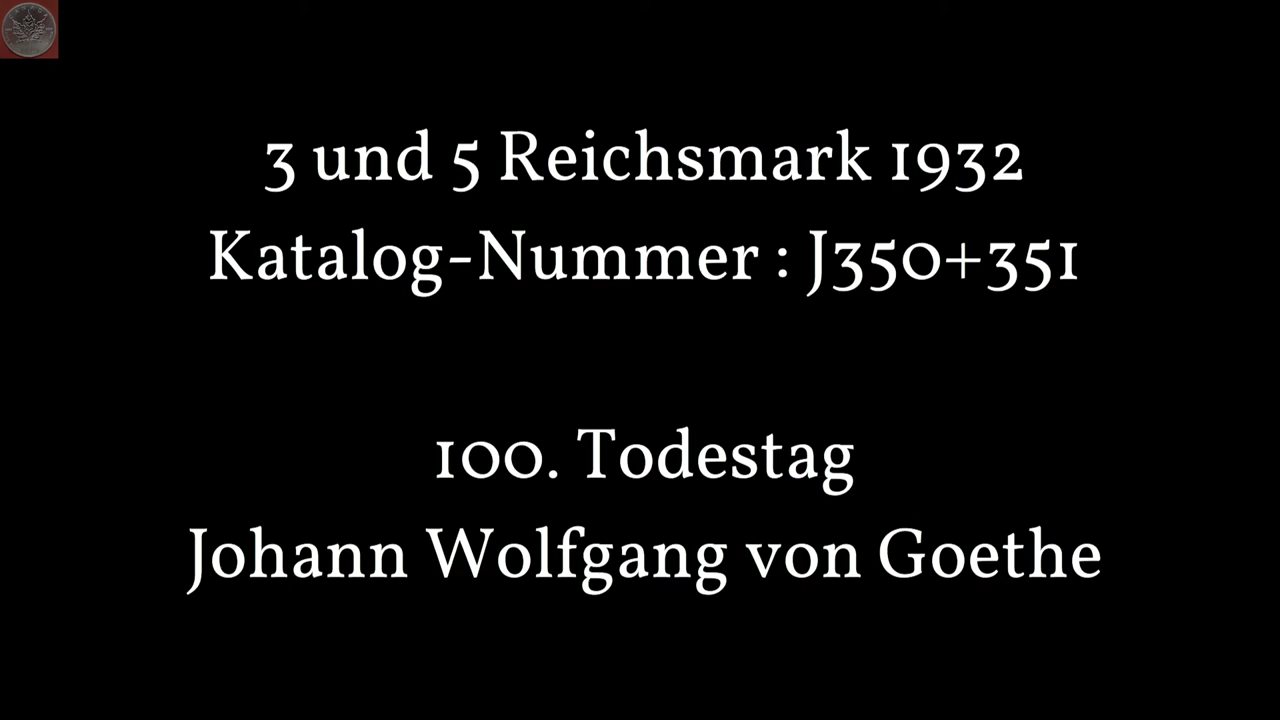 3 und 5 Reichsmark 1932
Katalog-Nummer : J350+351
100. Todestag
Johann Wolfgang von Goethe